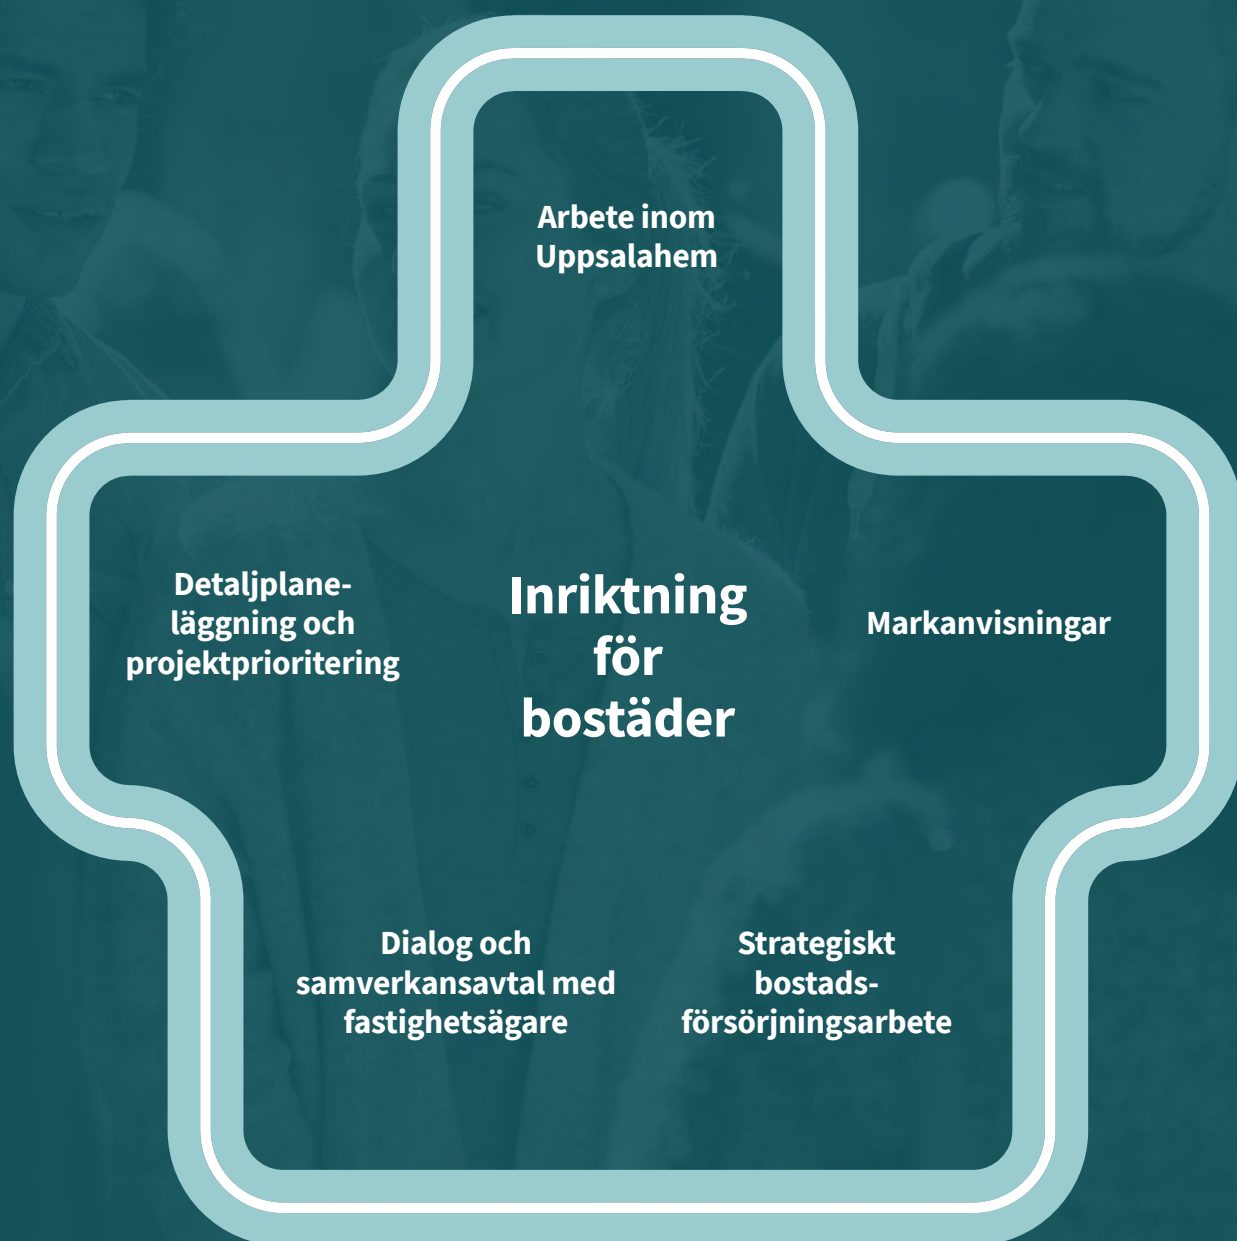 Arbete inom
Uppsalahem
Detaljplane-
läggning och
projektprioritering
Inriktning
för
bostäder
Markanvisningar
Dialog och
samverkansavtal med
fastighetsägare
Strategiskt
bostads-
försörjningsarbete